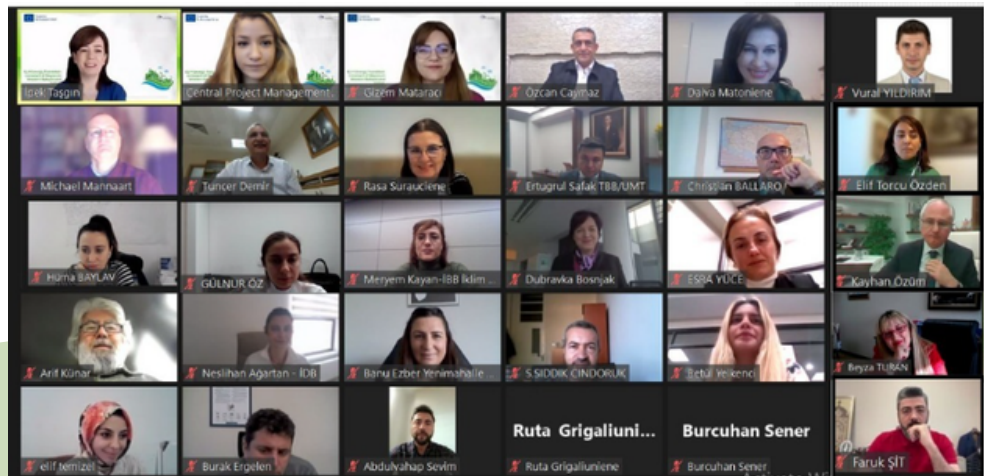 İpek Taşgın
Central Project Management...
Gizem Mataracı
Özcan Çaymaz
Daiva Matoniene
Vural YILDIRIM
Michael Mannaart
Tuncer Demir
Rasa Surauciene
Ertugrul Safak TBB/UMT
Christian BALLARO
Elif Torcu Özden
Hüma BAYLAV
GÜLNUR ÖZ
Meryem Kayan-İBB İklim ...
Dubravka Bosnjak
ESRA YÜCE
Kayhan Özüm
Arif Künar
Neslihan Ağartan - İDB
Banu Ezber Yenimahalle ...
S.SIDDIK CINDORUK
Betül Yelkenci
Beyza TURAN
elif temizel
Burak Ergelen
Abdulvahap Sevim
Ruta Grigaliuni...
Ruta Grigaliuniene
Burcuhan Sener
Burcuhan Sener
Faruk ŞİT